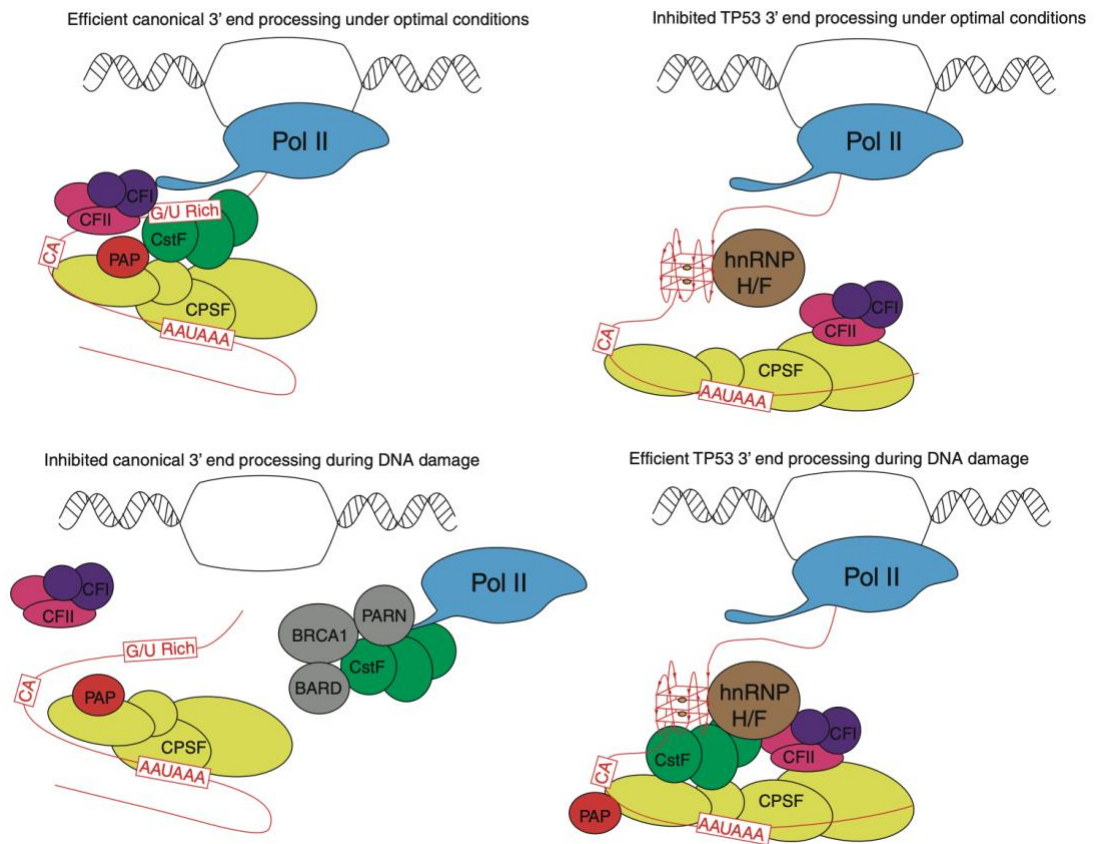 Efficient canonical 3' end processing under optimal conditions
Pol II
CFI
CFII
G/U Rich
CstF
CA
PAP
CPSF
AAUAAA
Inhibited TP53 3' end processing under optimal conditions
Pol II
hnRNP
H/F
CFI
CFII
CA
CPSF
AAUAAA
Inhibited canonical 3' end processing during DNA damage
Pol II
CFI
CFII
PARN
BRCA1
G/U Rich
CstF
BARD
CA
PAP
CPSF
AAUAAA
Efficient TP53 3' end processing during DNA damage
Pol II
hnRNP
H/F
CFI
CFII
CstF
CA
PAP
CPSF
AAUAAA